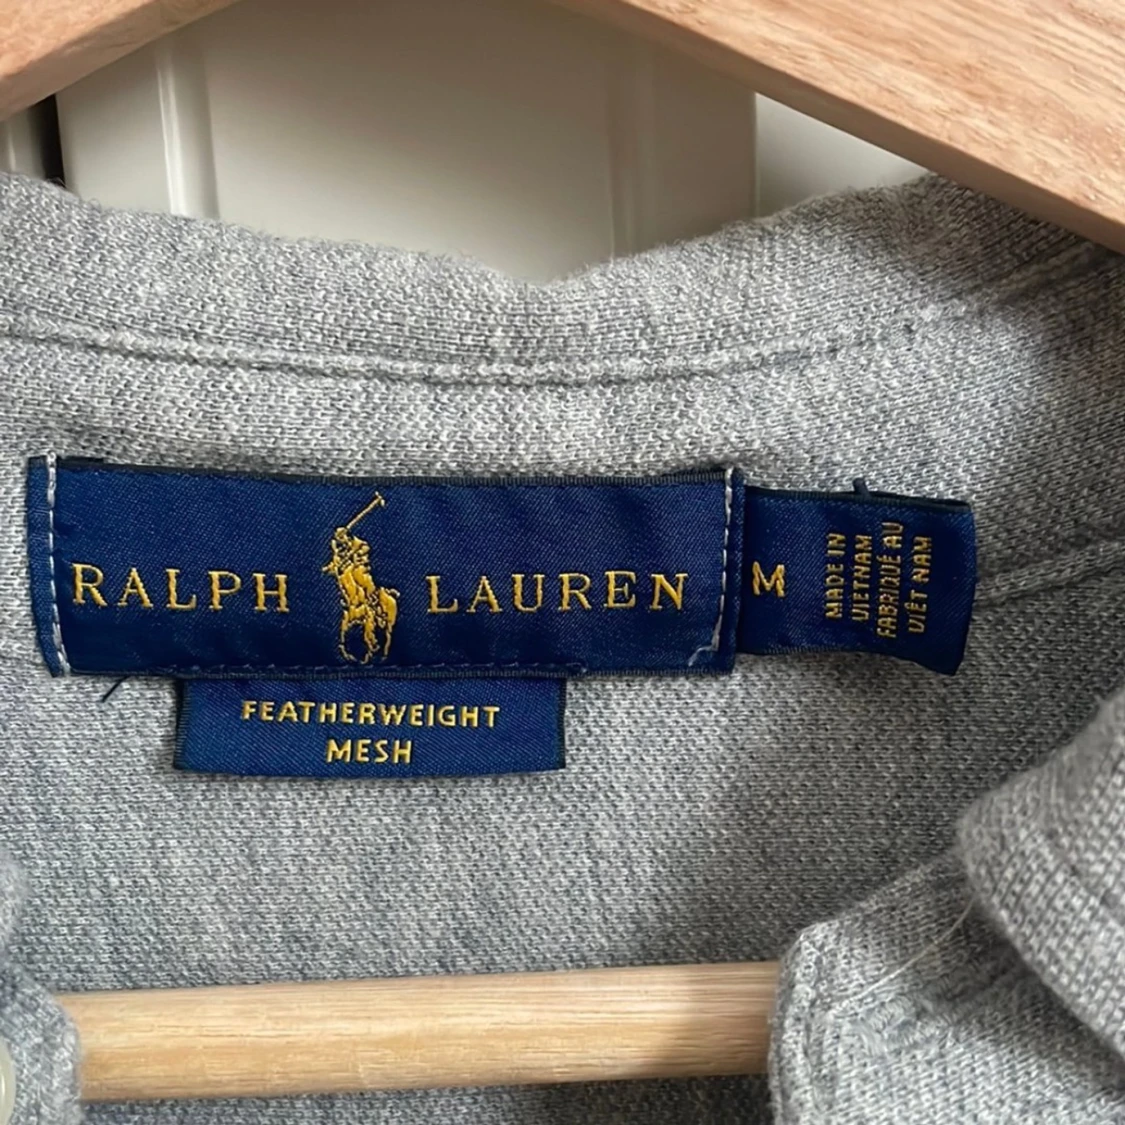 RALPH LAUREN
FEATHERWEIGHT
MESH
M
MADE IN
VIETNAM
FABRIQUÉ AU
VIÊT NAM